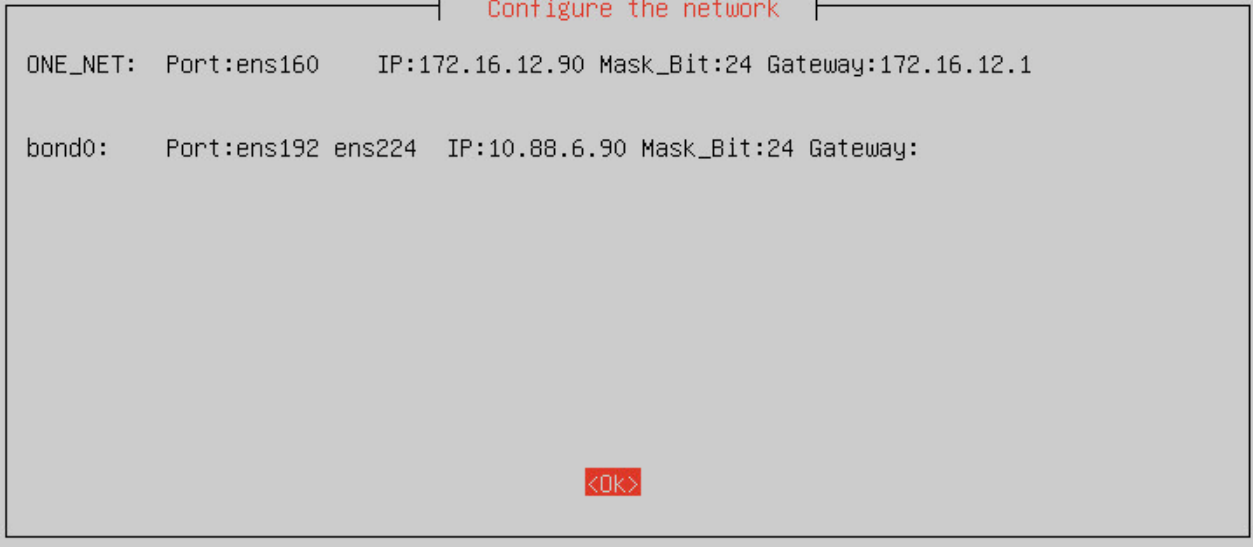 Configure the network
ONE_NET: Port:ens160 IP:172.16.12.90 Mask_Bit:24 Gateway:172.16.12.1
bond0: Port:ens192 ens224 IP:10.88.6.90 Mask_Bit:24 Gateway:
<Ok>